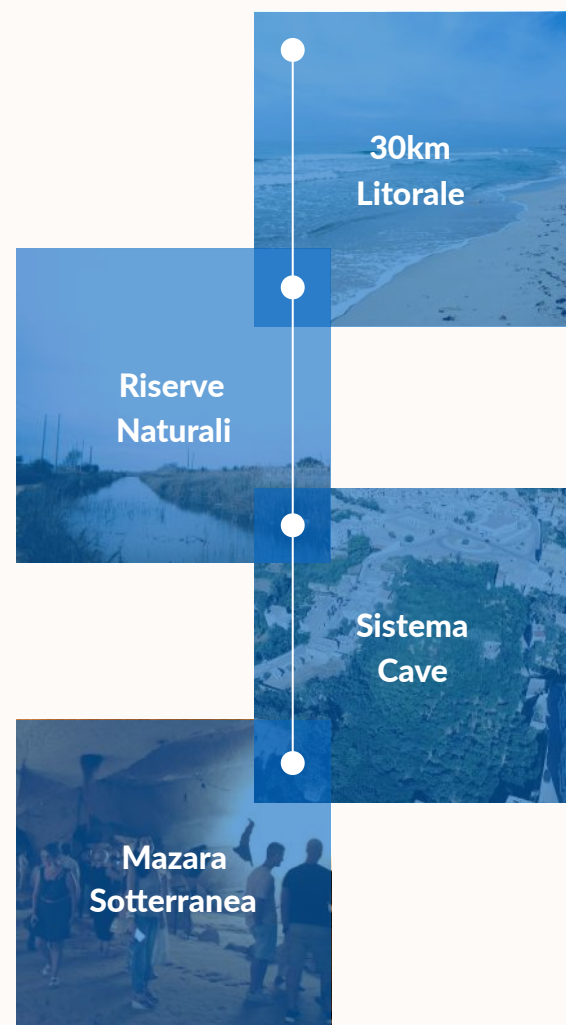 30km
Litorale
Riserve
Naturali
Sistema
Cave
Mazara
Sotterranea